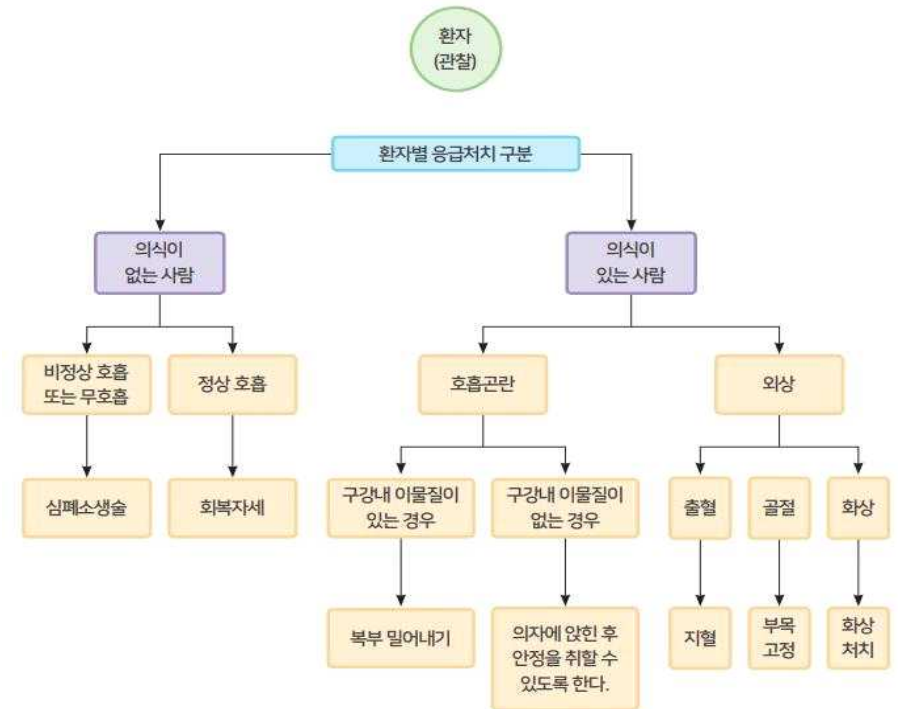 환자
(관찰)
환자별 응급처치 구분
의식이
없는 사람
의식이
있는 사람
비정상 호흡
또는 무호흡
정상 호흡
호흡곤란
외상
심폐소생술
회복자세
구강내 이물질이
있는 경우
구강내 이물질이
없는 경우
출혈
골절
화상
복부 밀어내기
의자에 앉힌 후
안정을 취할 수
있도록 한다.
지혈
부목
고정
화상
처치